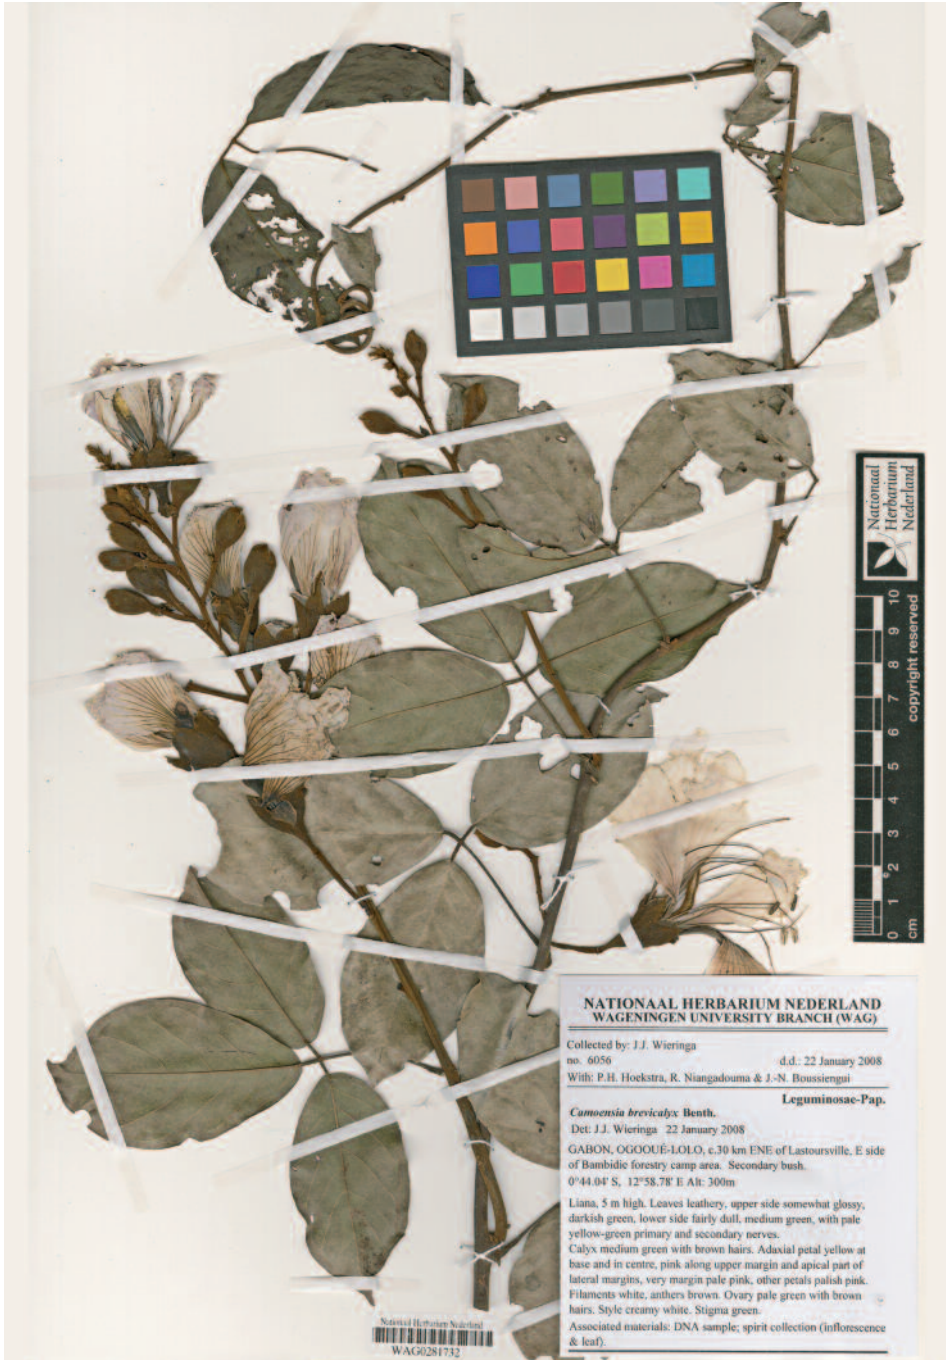 Nationaal
Herbarium
Nederland
0 1 2 3 4 5 6 7 8 9 10
cm
copyright reserved
NATIONAAL HERBARIUM NEDERLAND
WAGENINGEN UNIVERSITY BRANCH (WAG)
Collected by: J.J. Wieringa
no. 6056 d.d.: 22 January 2008
With: P.H. Hoekstra, R. Niangadouma & J.-N. Boussiengui
Leguminosae-Pap.
Camoensia brevicalyx Benth.
Det: J.J. Wieringa 22 January 2008
GABON, OGOOUÉ-LOLO, c.30 km ENE of Lastoursville, E side
of Bambidie forestry camp area. Secondary bush.
0°44.04' S, 12°58.78' E Alt: 300m
Liana, 5 m high. Leaves leathery, upper side somewhat glossy,
darkish green, lower side fairly dull, medium green, with pale
yellow-green primary and secondary nerves.
Calyx medium green with brown hairs. Adaxial petal yellow at
base and in centre, pink along upper margin and apical part of
lateral margins, very margin pale pink, other petals palish pink.
Filaments white, anthers brown. Ovary pale green with brown
hairs. Style creamy white. Stigma green.
Associated materials: DNA sample; spirit collection (inflorescence
& leaf).
Nationaal Herbarium Nederland
WAG0281732